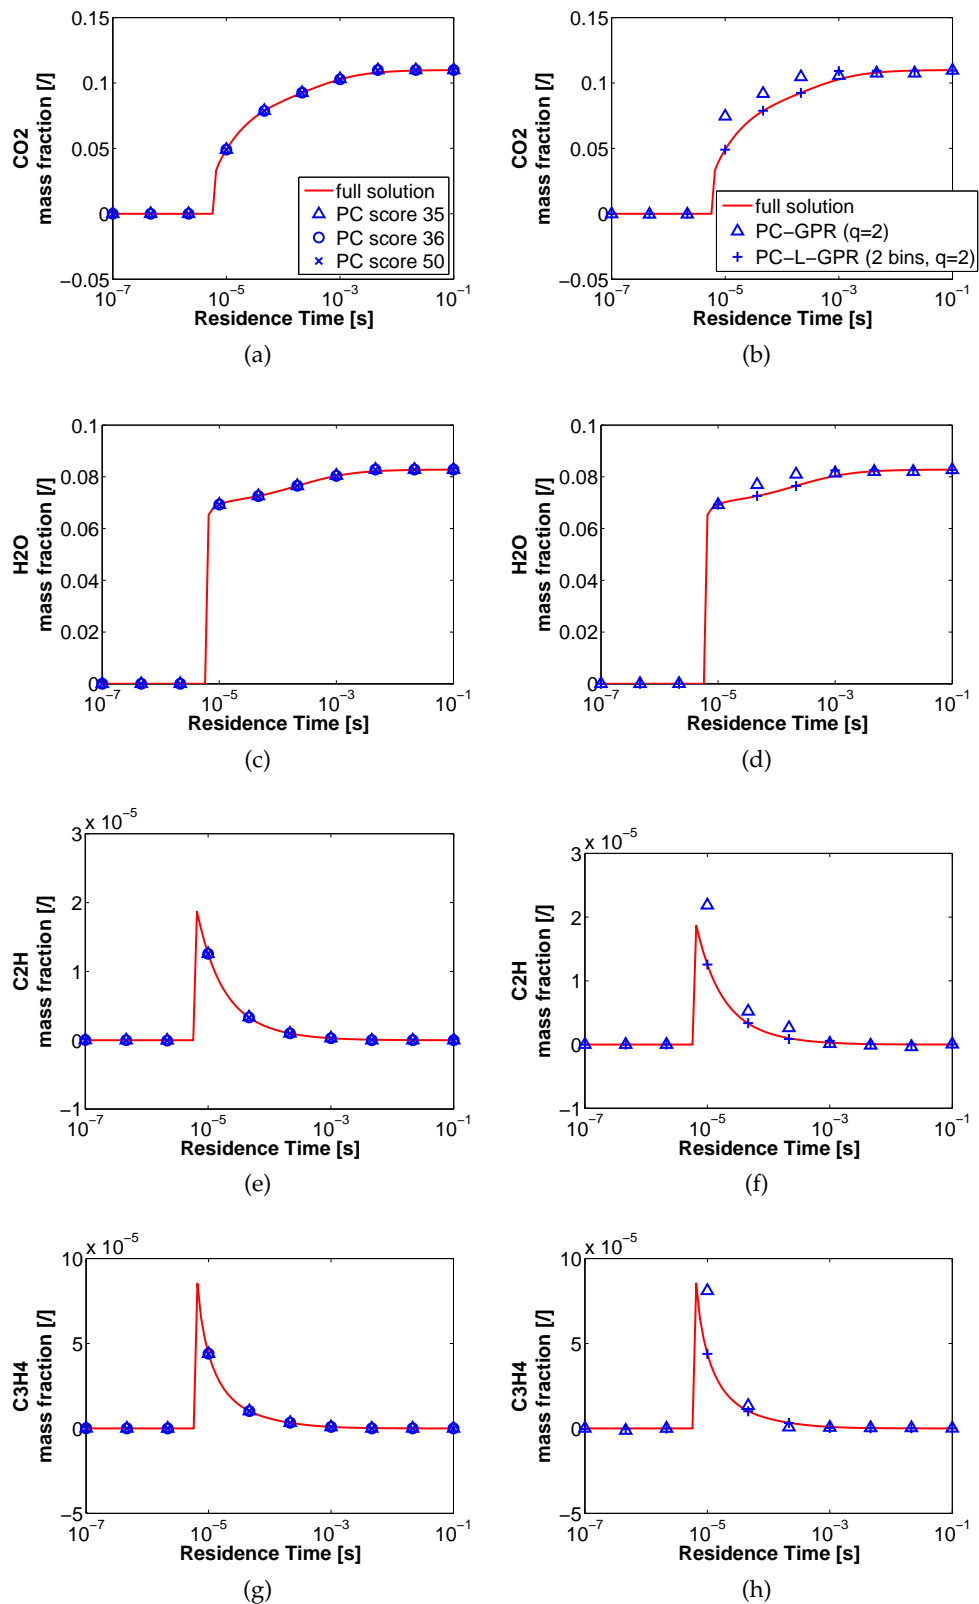 0.15
0.1
0.05
0
−0.05
CO2
mass fraction [/]
full solution
PC score 35
PC score 36
PC score 50
10−7
10−5
10−3
10−1
Residence Time [s]
(a)
0.15
0.1
0.05
0
−0.05
CO2
mass fraction [/]
full solution
PC−GPR (q=2)
PC−L−GPR (2 bins, q=2)
10−7
10−5
10−3
10−1
Residence Time [s]
(b)
0.1
0.08
0.06
0.04
0.02
0
H2O
mass fraction [/]
10−7
10−5
10−3
10−1
Residence Time [s]
(c)
0.1
0.08
0.06
0.04
0.02
0
H2O
mass fraction [/]
10−7
10−5
10−3
10−1
Residence Time [s]
(d)
x 10−5
3
2
1
0
−1
C2H
mass fraction [/]
10−7
10−5
10−3
10−1
Residence Time [s]
(e)
x 10−5
3
2
1
0
−1
C2H
mass fraction [/]
10−7
10−5
10−3
10−1
Residence Time [s]
(f)
x 10−5
10
5
0
−5
C3H4
mass fraction [/]
10−7
10−5
10−3
10−1
Residence Time [s]
(g)
x 10−5
10
5
0
−5
C3H4
mass fraction [/]
10−7
10−5
10−3
10−1
Residence Time [s]
(h)